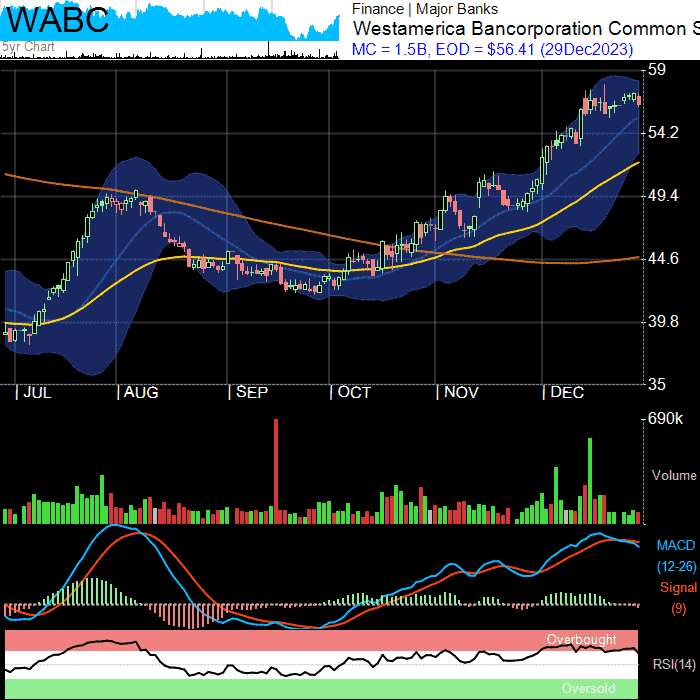 WABC
5yr Chart
Finance | Major Banks
Westamerica Bancorporation Common S
MC = 1.5B, EOD = $56.41 (29Dec2023)
59
54.2
49.4
44.6
39.8
35
JUL AUG SEP OCT NOV DEC
690k
Volume
MACD
(12-26)
Signal
(9)
Overbought
RSI(14)
Oversold